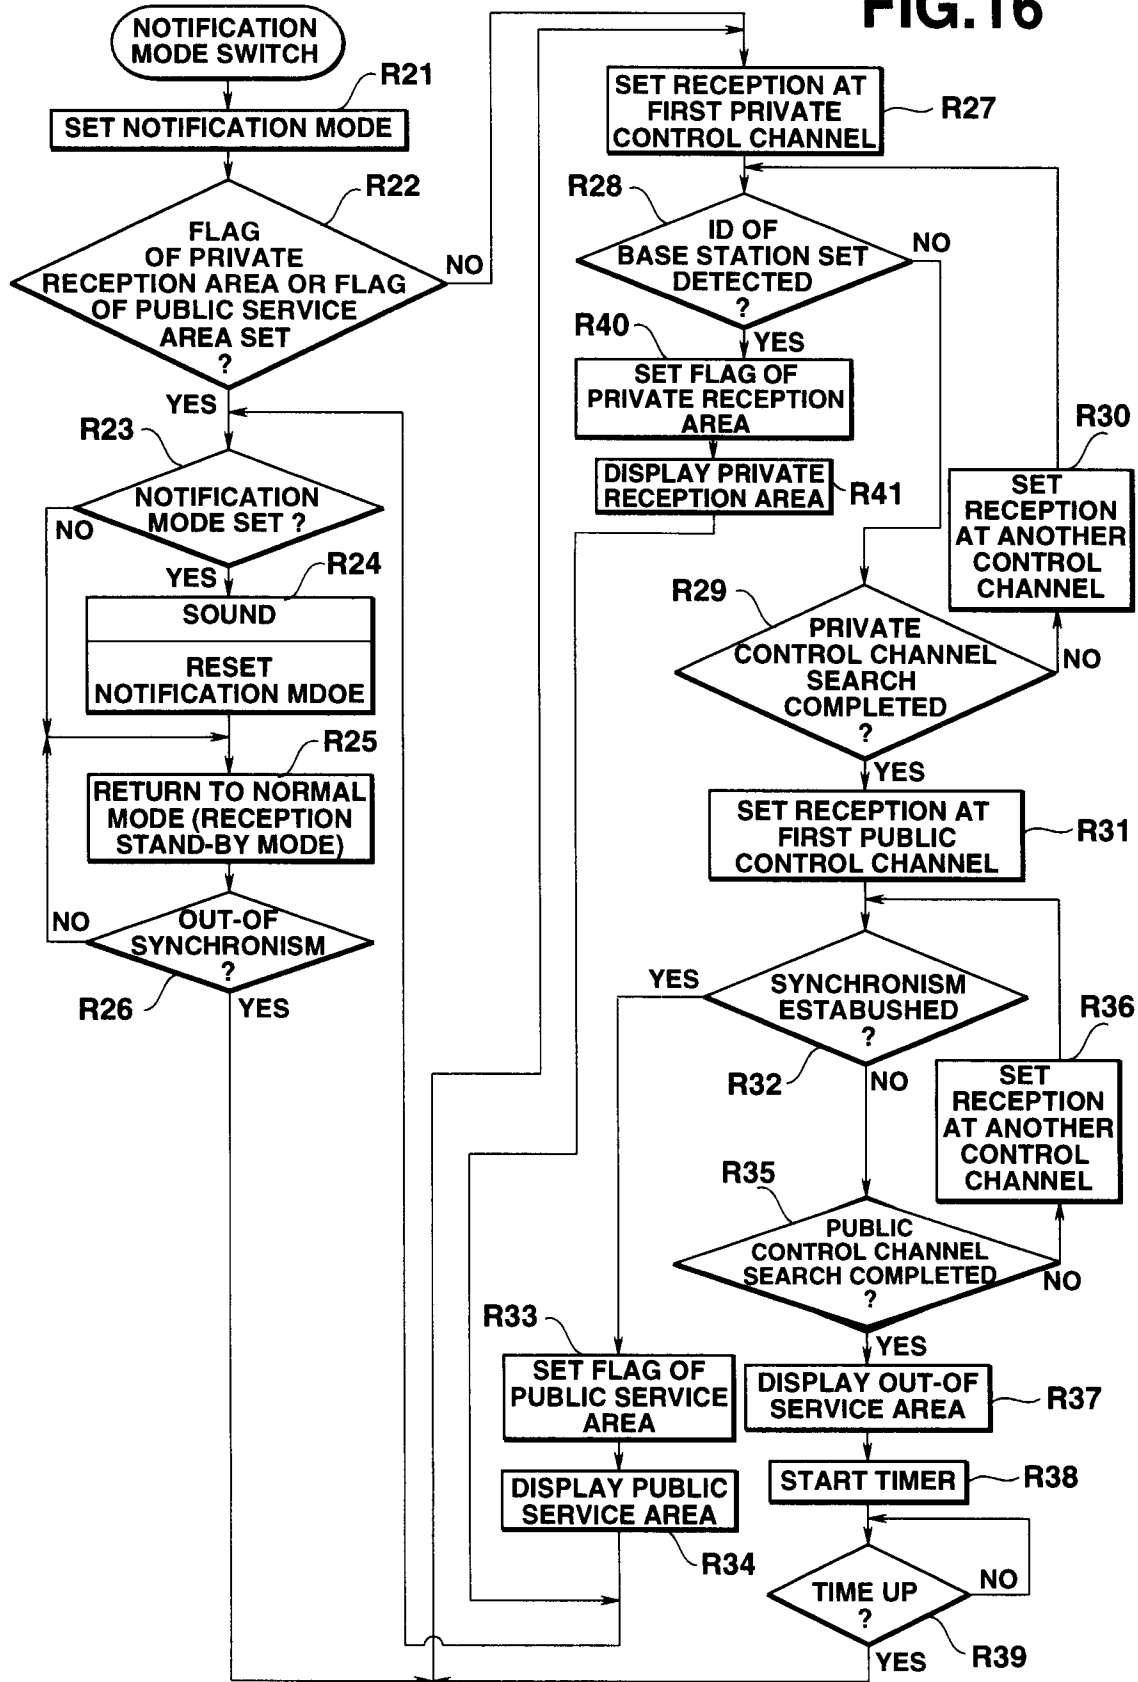 FIG.16
NOTIFICATION
MODE SWITCH
R21
SET NOTIFICATION MODE
R22
FLAG
OF PRIVATE
RECEPTION AREA OR FLAG
OF PUBLIC SERVICE
AREA SET
?
NO
YES
R23
NOTIFICATION
MODE SET ?
NO
YES
R24
SOUND
RESET
NOTIFICATION MDOE
R25
RETURN TO NORMAL
MODE (RECEPTION
STAND-BY MODE)
NO
OUT-OF
SYNCHRONISM
?
R26
YES
SET RECEPTION AT
FIRST PRIVATE
CONTROL CHANNEL
R27
R28
ID OF
BASE STATION SET
DETECTED
?
NO
YES
R40
SET FLAG OF
PRIVATE RECEPTION
AREA
DISPLAY PRIVATE
RECEPTION AREA
R41
R30
SET
RECEPTION
AT ANOTHER
CONTROL
CHANNEL
R29
PRIVATE
CONTROL CHANNEL
SEARCH
COMPLETED
?
NO
YES
SET RECEPTION AT
FIRST PUBLIC
CONTROL CHANNEL
R31
YES
SYNCHRONISM
ESTABUSHED
?
R32
NO
R36
SET
RECEPTION
AT ANOTHER
CONTROL
CHANNEL
R35
PUBLIC
CONTROL CHANNEL
SEARCH COMPLETED
?
NO
YES
R33
SET FLAG OF
PUBLIC SERVICE
AREA
DISPLAY PUBLIC
SERVICE AREA
R34
DISPLAY OUT-OF
SERVICE AREA
R37
START TIMER
R38
TIME UP
?
NO
R39
YES